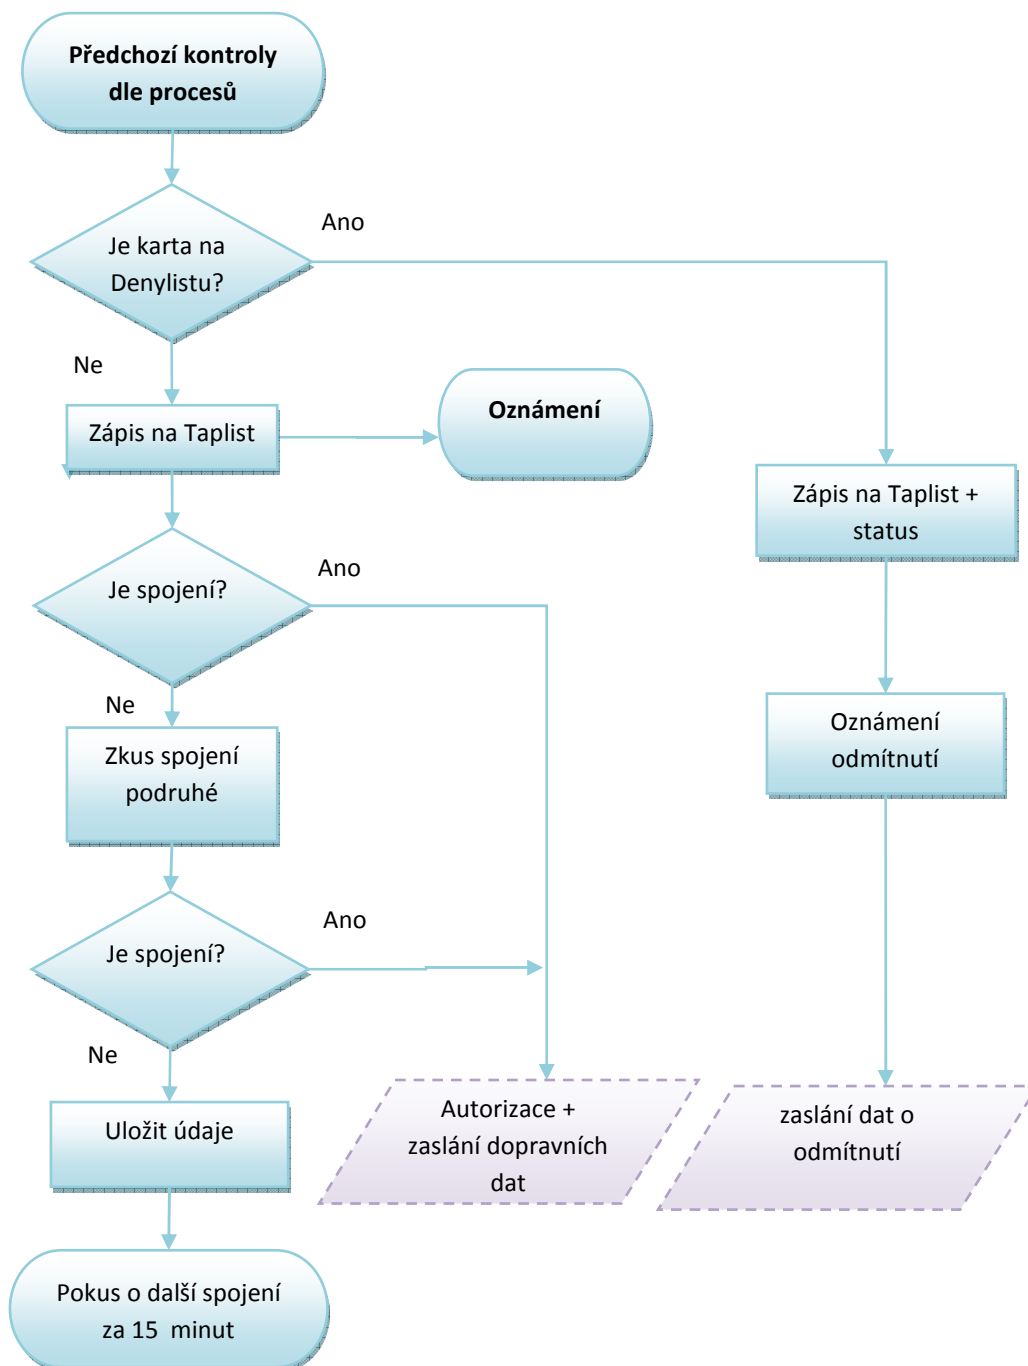 Předchozí kontroly
dle procesů
Ano
Je karta na
Denylistu?
Ne
Zápis na Taplist
Oznámení
Zápis na Taplist +
status
Ano
Je spojení?
Ne
Oznámení
odmítnutí
Zkus spojení
podruhé
Ano
Je spojení?
Ne
Autorizace +
zaslání dopravních
dat
zaslání dat o
odmítnutí
Uložit údaje
Pokus o další spojení
za 15 minut